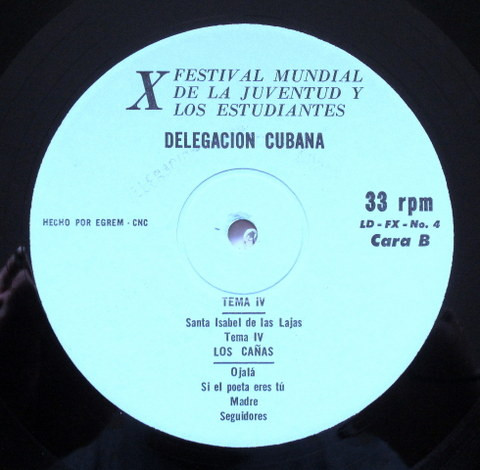 X FESTIVAL MUNDIAL
DE LA JUVENTUD Y
LOS ESTUDIANTES
DELEGACION CUBANA
33 rpm
LD - FX - No. 4
Cara B
HECHO POR EGREM - CNC
TEMA IV
Santa Isabel de las Lajas
Tema IV
LOS CAÑAS
Ojalá
Si el poeta eres tú
Madre
Seguidores